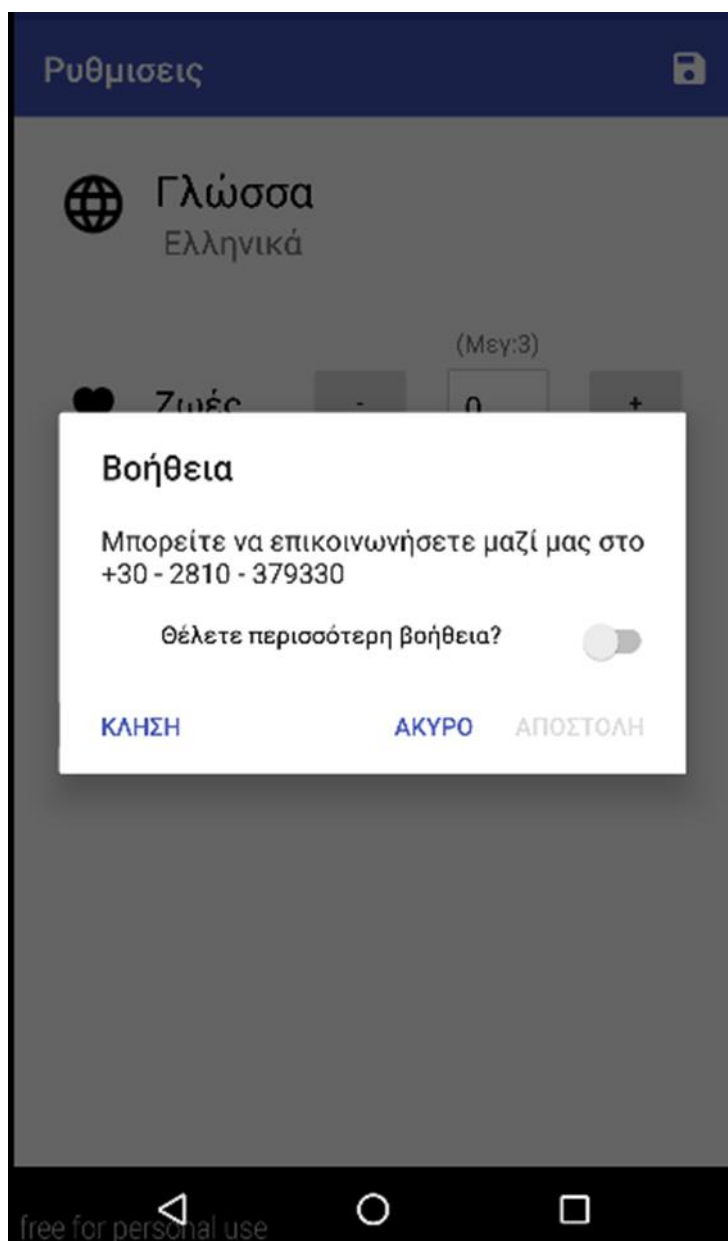 Ρυθμισεις
Γλώσσα
Ελληνικά
(Μεγ:3)
Ζωές - 0 +
Βοήθεια
Μπορείτε να επικοινωνήσετε μαζί μας στο
+30 - 2810 - 379330
Θέλετε περισσότερη βοήθεια?
ΚΛΗΣΗ ΑΚΥΡΟ ΑΠΟΣΤΟΛΗ
free for personal use